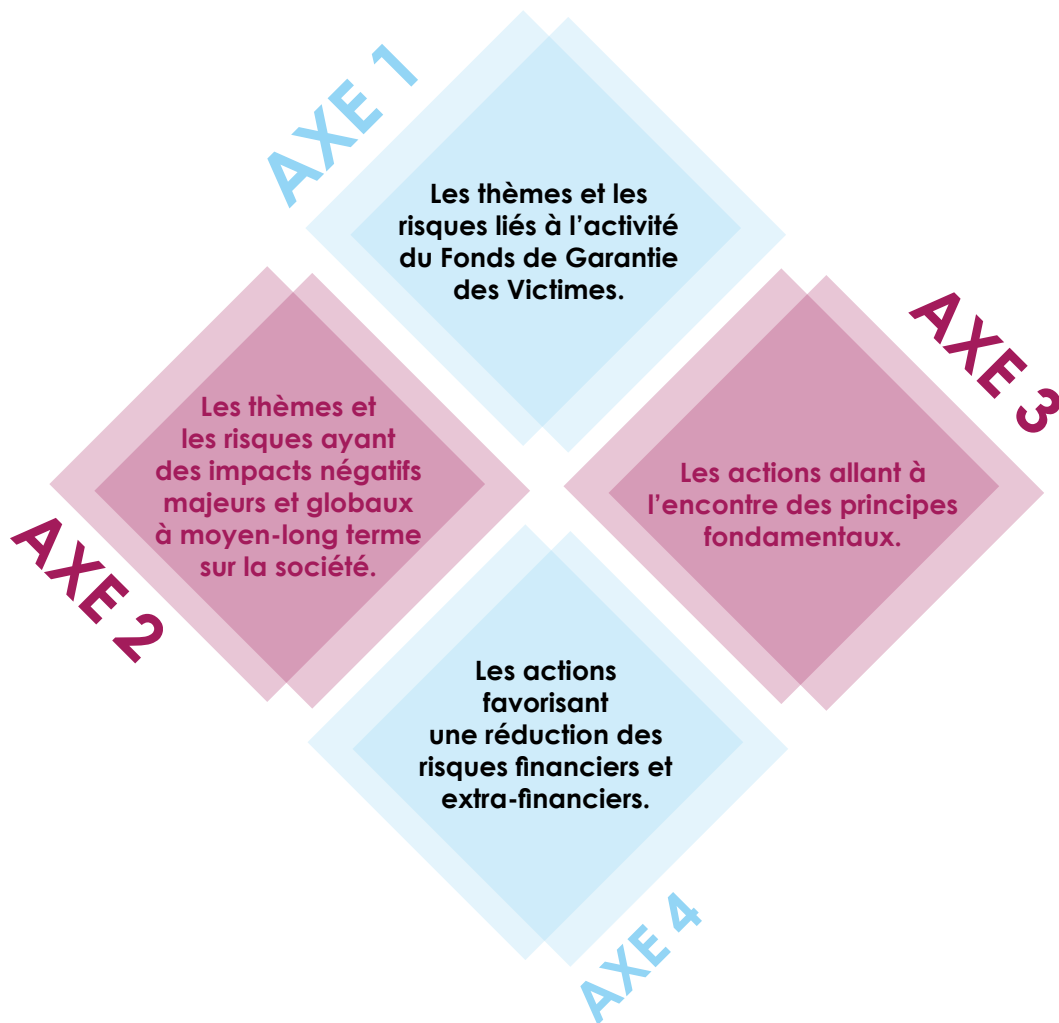 AXE 1
Les thèmes et les
risques liés à l’activité
du Fonds de Garantie
des Victimes.
AXE 2
Les thèmes et
les risques ayant
des impacts négatifs
majeurs et globaux
à moyen-long terme
sur la société.
AXE 3
Les actions allant à
l’encontre des principes
fondamentaux.
Les actions
favorisant
une réduction des
risques financiers et
extra-financiers.
AXE 4